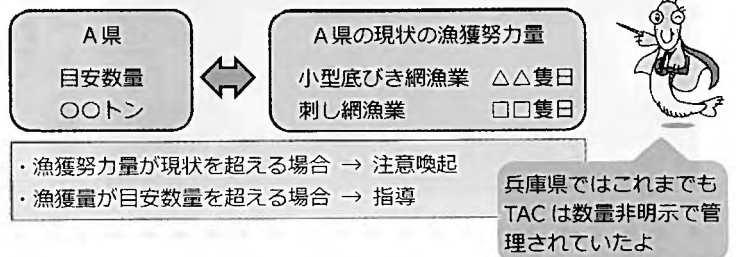 A県
目安数量
○○トン
A県の現状の漁獲努力量
小型底びき網漁業 △△隻日
刺し網漁業 □□隻日
・漁獲努力量が現状を超える場合 → 注意喚起
・漁獲量が目安数量を超える場合 → 指導
兵庫県ではこれまでも
TACは数量非明示で管
理されていたよ